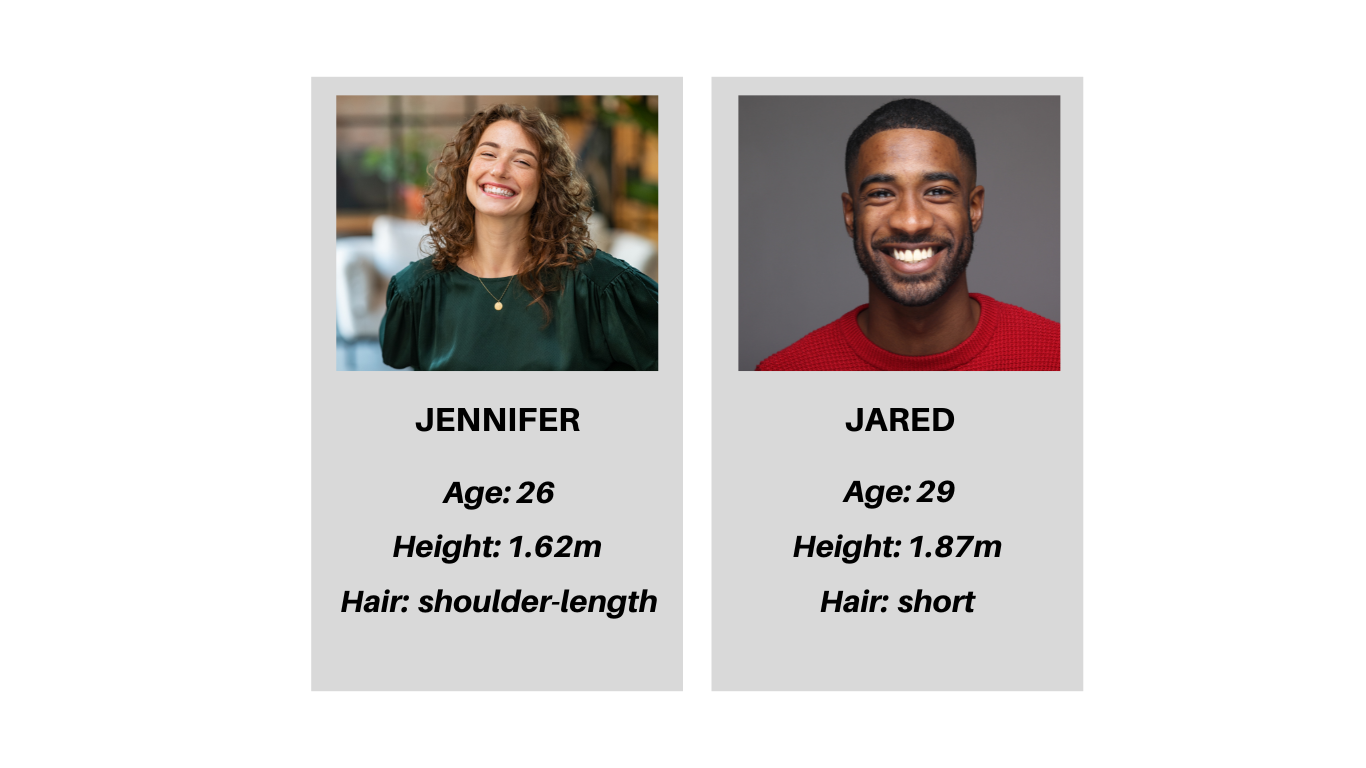 JENNIFER
Age: 26
Height: 1.62m
Hair: shoulder-length
JARED
Age: 29
Height: 1.87m
Hair: short